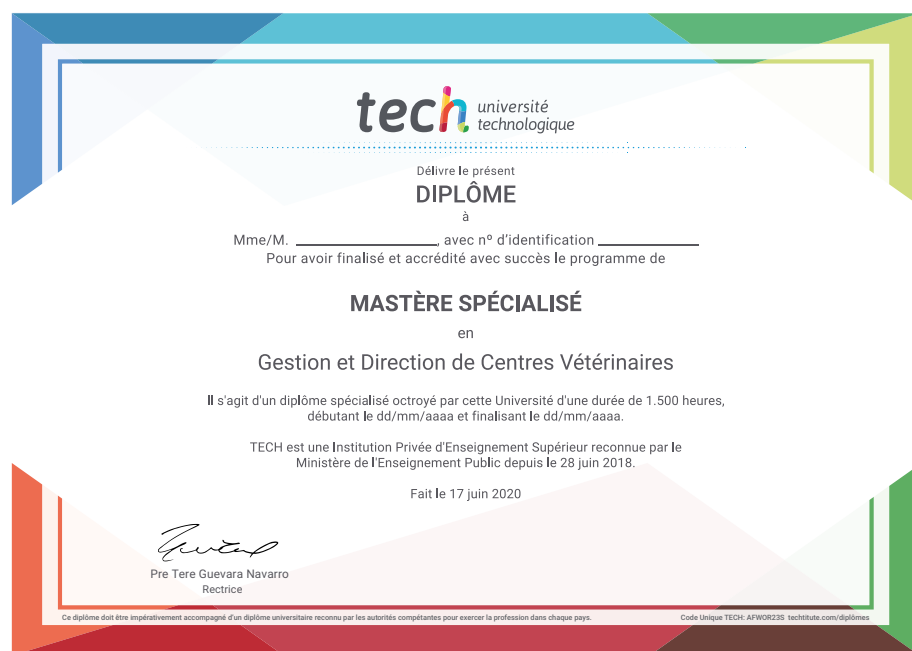 tech université
technologique
Délivre le présent
DIPLÔME
à
Mme/M. ____________________, avec nº d'identification ______________
Pour avoir finalisé et accrédité avec succès le programme de
MASTÈRE SPÉCIALISÉ
en
Gestion et Direction de Centres Vétérinaires
Il s'agit d'un diplôme spécialisé octroyé par cette Université d'une durée de 1.500 heures,
débutant le dd/mm/aaaa et finalisant le dd/mm/aaaa.
TECH est une Institution Privée d'Enseignement Supérieur reconnue par le
Ministère de l'Enseignement Public depuis le 28 juin 2018.
Fait le 17 juin 2020
Pre Tere Guevara Navarro
Rectrice
Ce diplôme doit être impérativement accompagné d'un diplôme universitaire reconnu par les autorités compétantes pour exercer la profession dans chaque pays. Code Unique TECH: AFWOR23S techtitute.com/diplômes